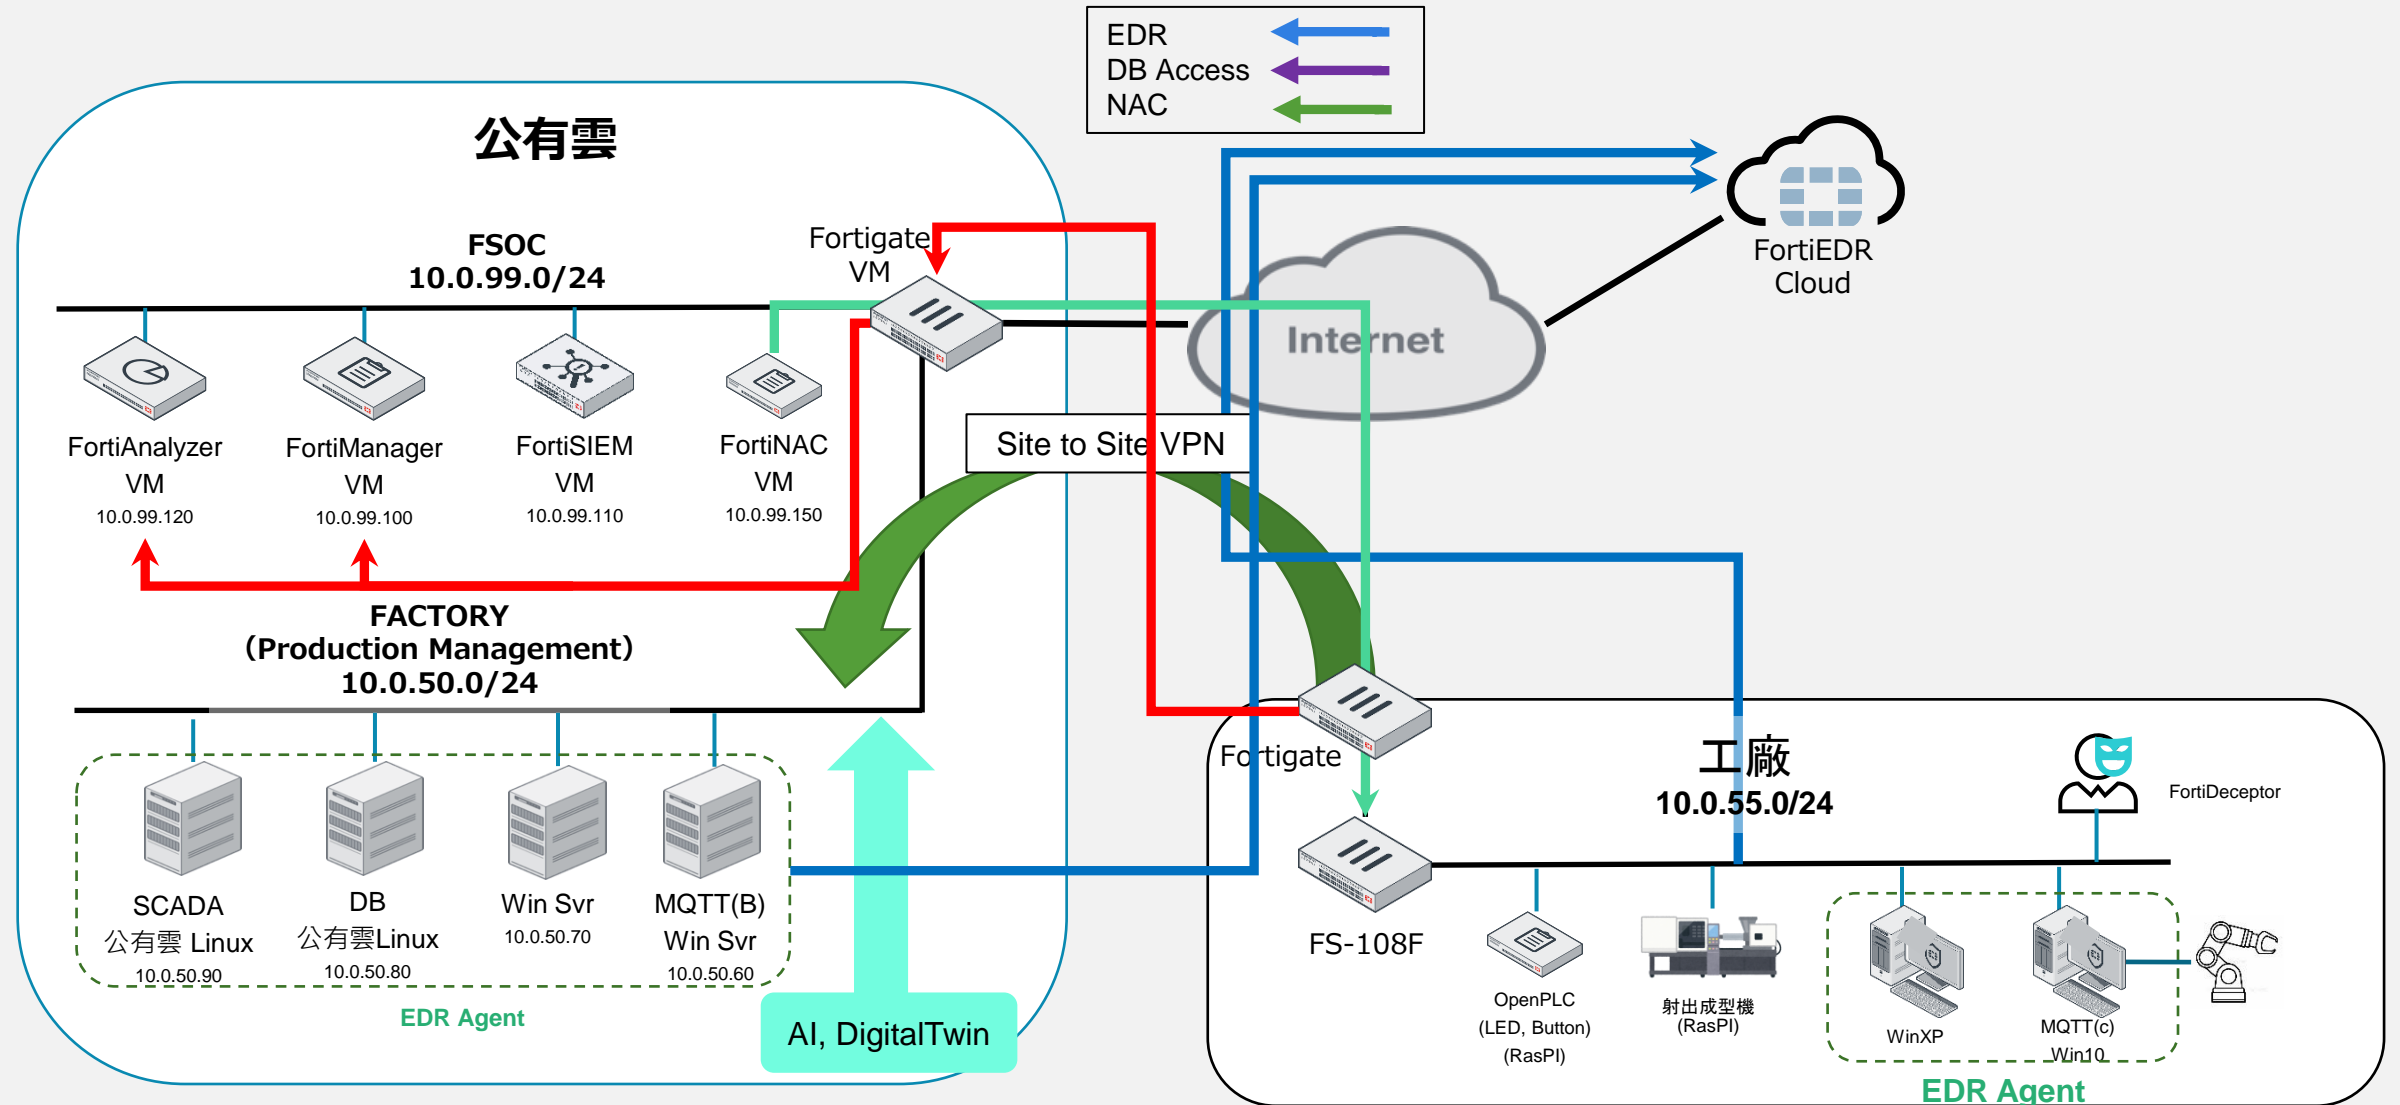 EDR
DB Access
NAC
公有雲
FSOC
10.0.99.0/24
Fortigate
VM
FortiEDR
Cloud
Internet
FortiAnalyzer
VM
10.0.99.120
FortiManager
VM
10.0.99.100
FortiSIEM
VM
10.0.99.110
FortiNAC
VM
10.0.99.150
Site to Site VPN
FACTORY
（Production Management）
10.0.50.0/24
SCADA
公有雲 Linux
10.0.50.90
DB
公有雲Linux
10.0.50.80
Win Svr
10.0.50.70
MQTT(B)
Win Svr
10.0.50.60
EDR Agent
AI, DigitalTwin
Fortigate
工廠
10.0.55.0/24
FortiDeceptor
FS-108F
OpenPLC
(LED, Button)
(RasPI)
射出成型機
(RasPI)
WinXP
MQTT(c)
Win10
EDR Agent